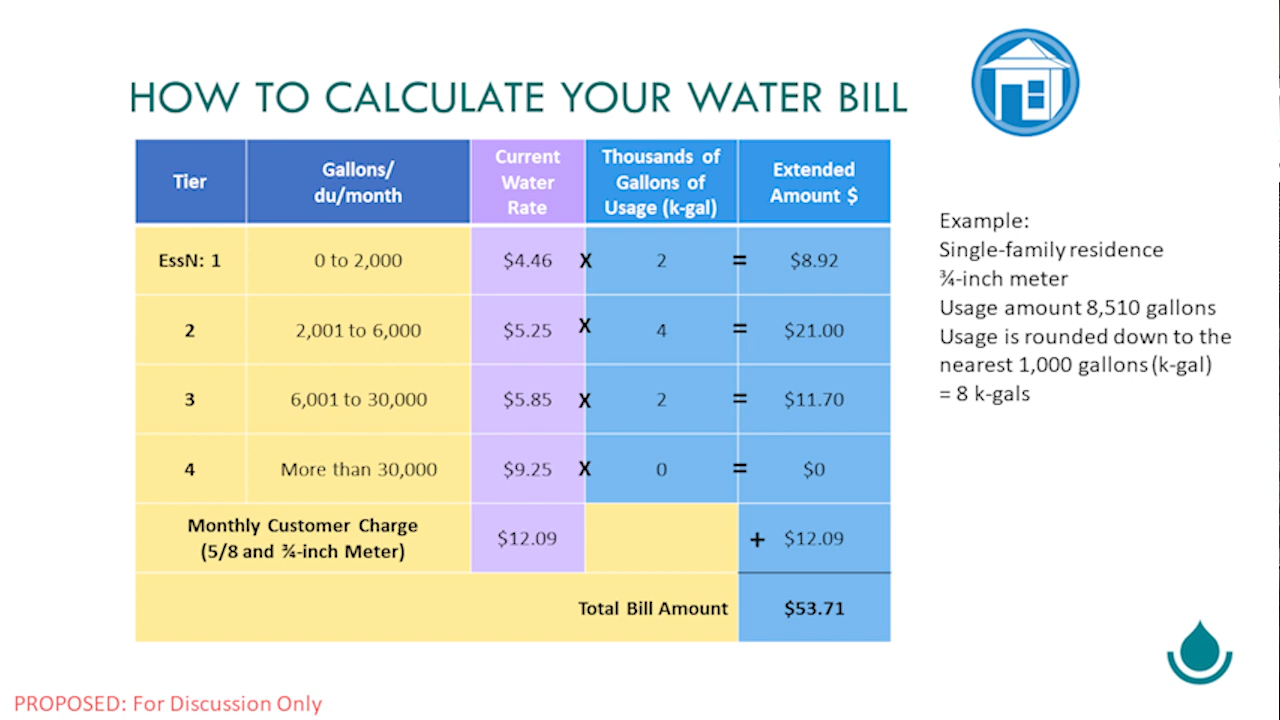 HOW TO CALCULATE YOUR WATER BILL
Tier
Gallons/
du/month
Current
Water
Rate
Thousands of
Gallons of
Usage (k-gal)
Extended
Amount $
EssN: 1
0 to 2,000
$4.46
X
2
=
$8.92
2
2,001 to 6,000
$5.25
X
4
=
$21.00
3
6,001 to 30,000
$5.85
X
2
=
$11.70
4
More than 30,000
$9.25
X
0
=
$0
Monthly Customer Charge
(5/8 and ¾-inch Meter)
$12.09
+
$12.09
Total Bill Amount
$53.71
Example:
Single-family residence
¾-inch meter
Usage amount 8,510 gallons
Usage is rounded down to the
nearest 1,000 gallons (k-gal)
= 8 k-gals
PROPOSED: For Discussion Only